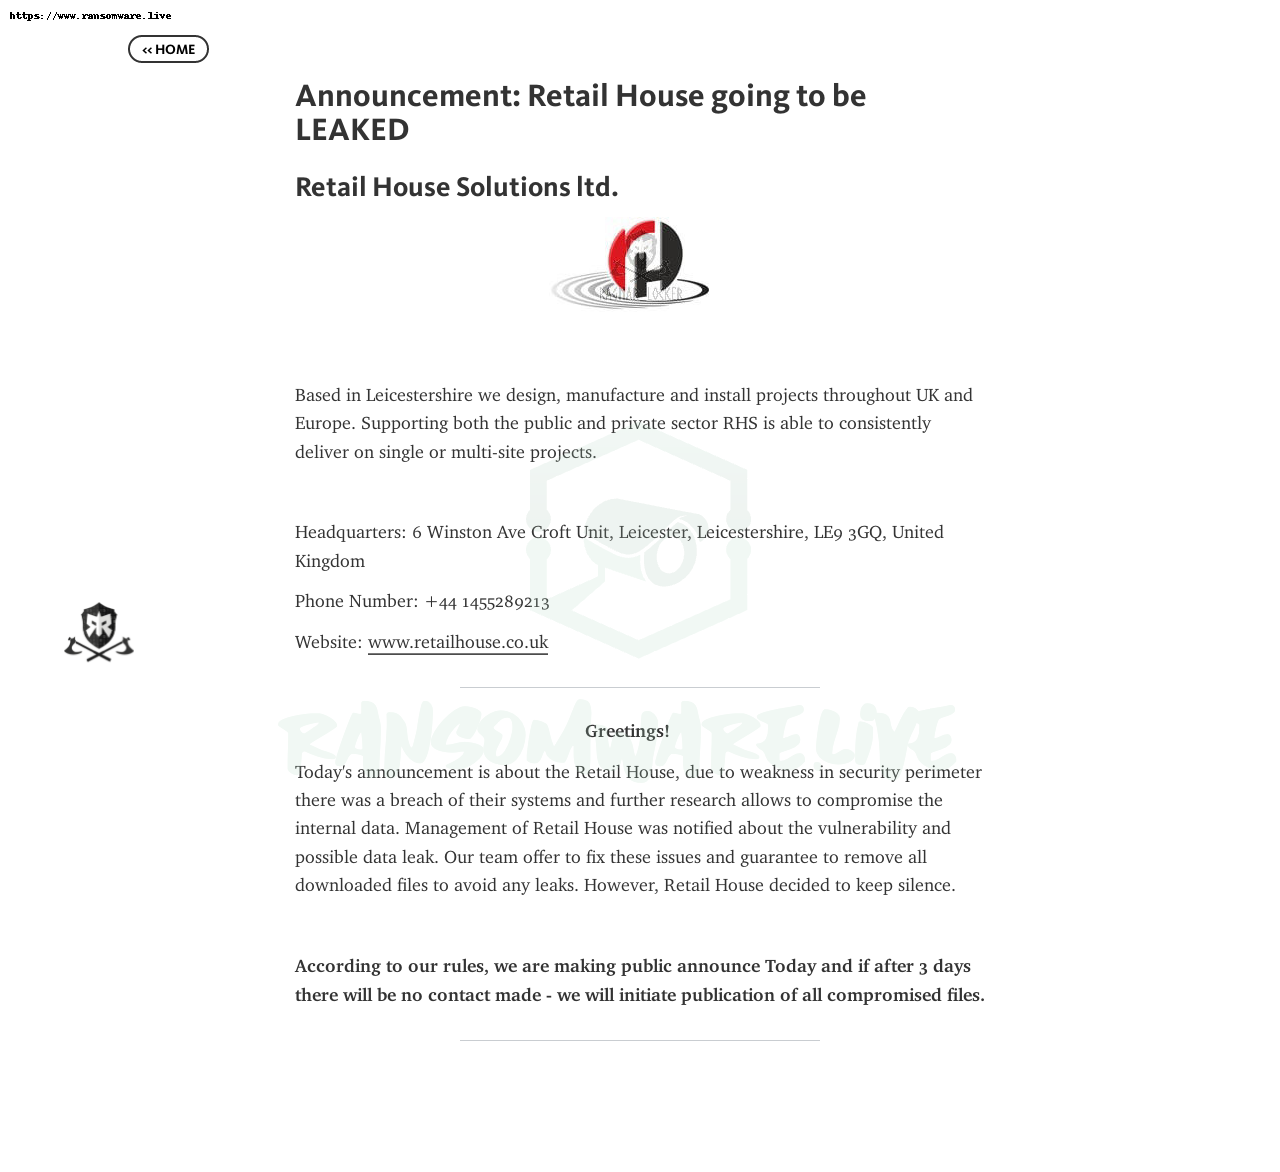 https://www.ransomware.live
<< HOME
Announcement: Retail House going to be
LEAKED
Retail House Solutions ltd.
RAGNAR LOCKER
Based in Leicestershire we design, manufacture and install projects throughout UK and
Europe. Supporting both the public and private sector RHS is able to consistently
deliver on single or multi-site projects.
Headquarters: 6 Winston Ave Croft Unit, Leicester, Leicestershire, LE9 3GQ, United
Kingdom
Phone Number: +44 1455289213
Website: www.retailhouse.co.uk
RANSOMWARE.LIVE
Greetings!
Today's announcement is about the Retail House, due to weakness in security perimeter
there was a breach of their systems and further research allows to compromise the
internal data. Management of Retail House was notified about the vulnerability and
possible data leak. Our team offer to fix these issues and guarantee to remove all
downloaded files to avoid any leaks. However, Retail House decided to keep silence.
According to our rules, we are making public announce Today and if after 3 days
there will be no contact made - we will initiate publication of all compromised files.